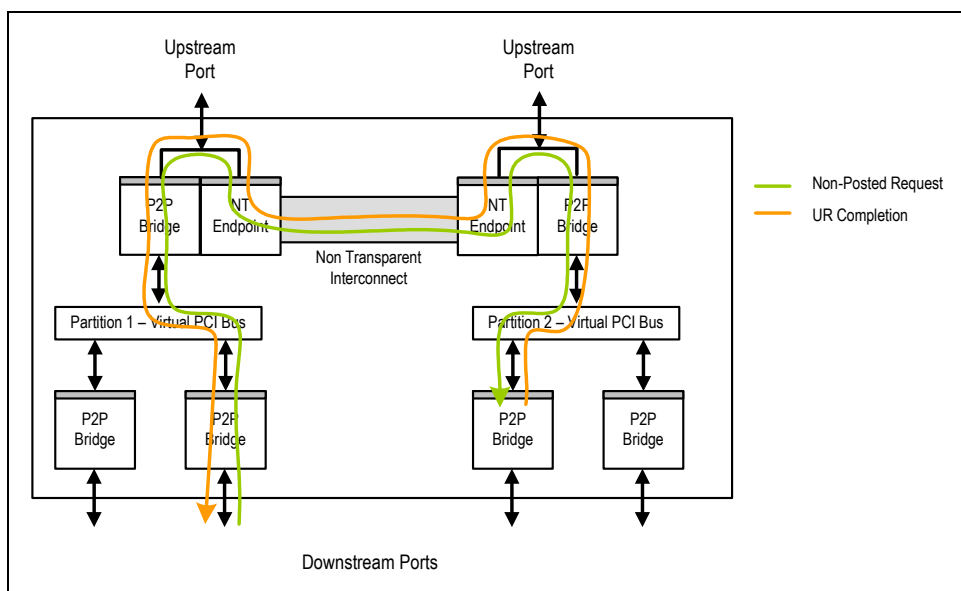 Upstream
Port
Upstream
Port
P2P
Bridge
NT
Endpoint
NT
Endpoint
P2P
Bridge
Non-Posted Request
UR Completion
Non Transparent
Interconnect
Partition 1 – Virtual PCI Bus
Partition 2 – Virtual PCI Bus
P2P
Bridge
P2P
Bridge
P2P
Bridge
P2P
Bridge
Downstream Ports